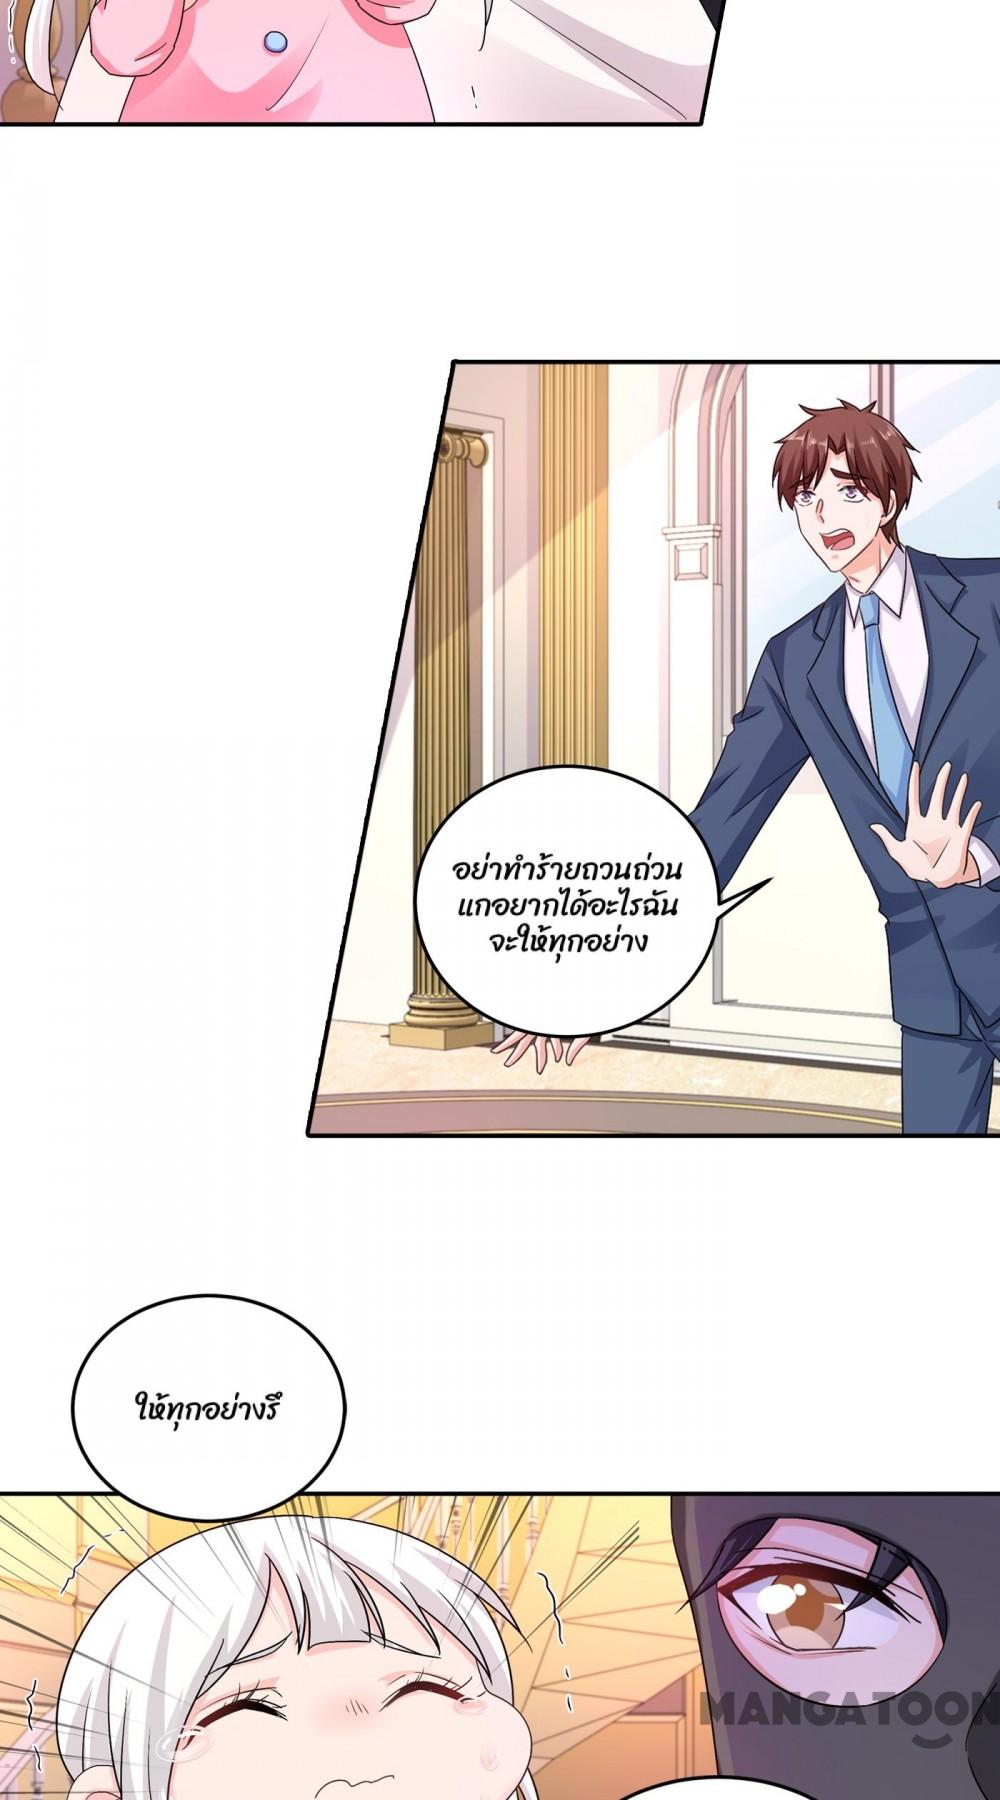 อย่าทำร้ายถวนถ่วน
แกอยากได้อะไรฉัน
จะให้ทุกอย่าง
ให้ทุกอย่างรึ
MANGATOON